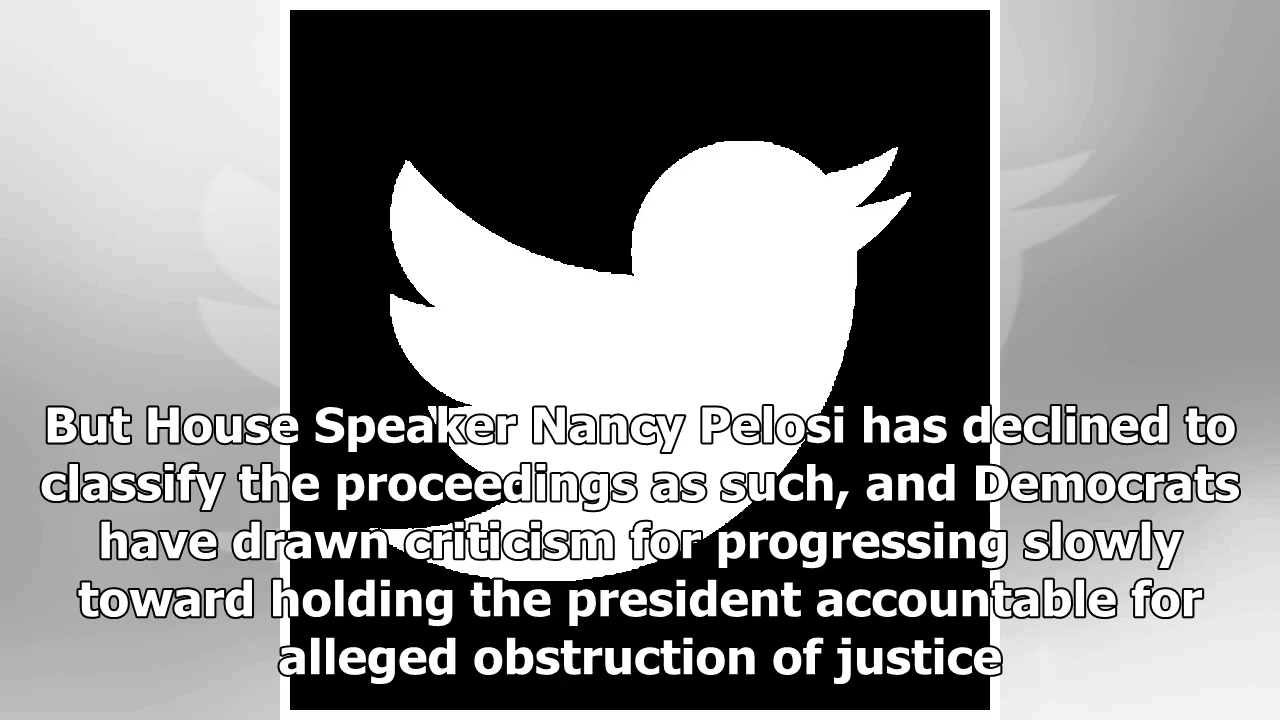 But House Speaker Nancy Pelosi has declined to
classify the proceedings as such, and Democrats
have drawn criticism for progressing slowly
toward holding the president accountable for
alleged obstruction of justice